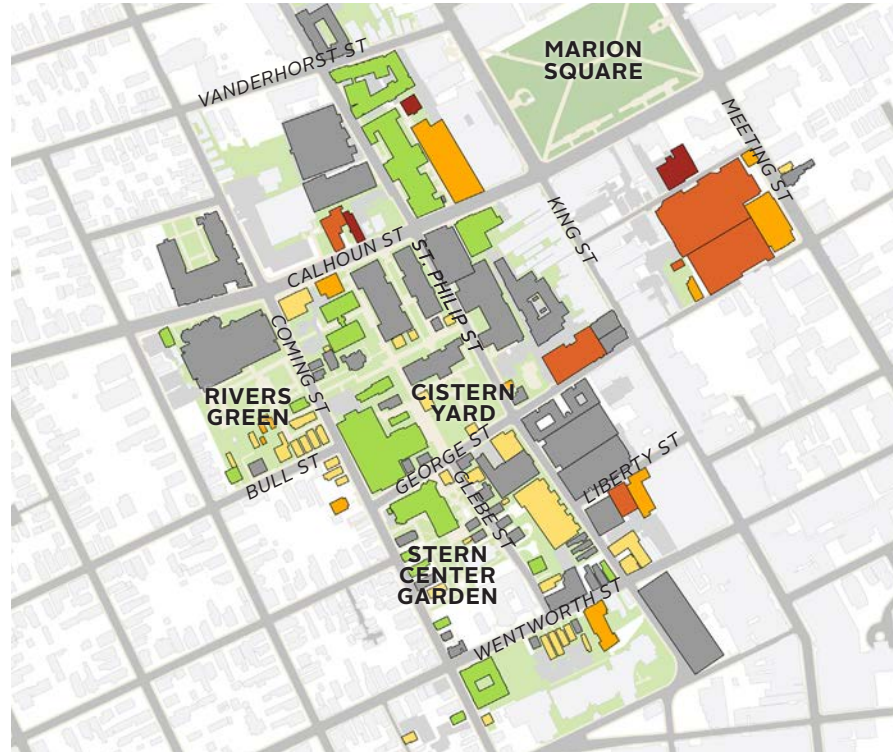 MARION
SQUARE
VANDERHORST ST
MEETING ST
KING ST
CALHOUN ST
ST. PHILIP ST
COMING ST
RIVERS
GREEN
CISTERN
YARD
GEORGE ST
BULL ST
LIBERTY ST
GLEBE ST
STERN
CENTER
GARDEN
WENTWORTH ST